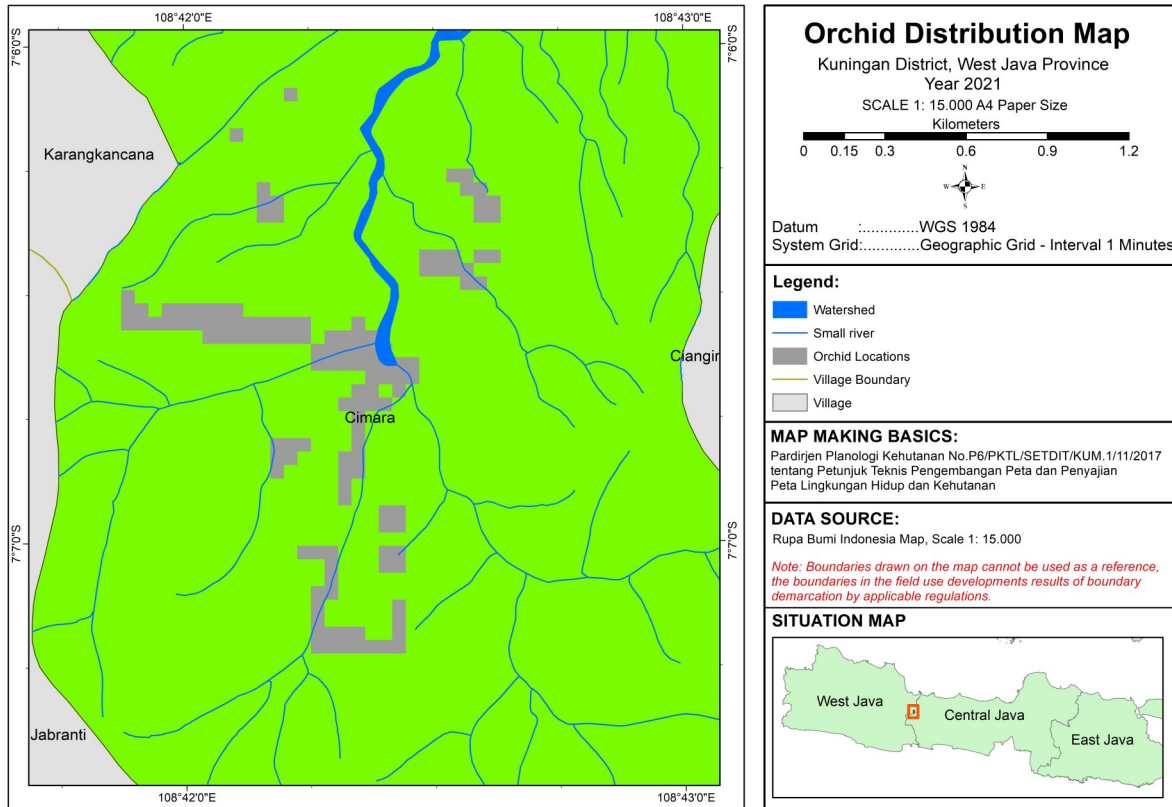 108°42'0"E
108°43'0"E
7°6'0"S
7°6'0"S
Karangkancana
Ciangir
Cimara
7°7'0"S
7°7'0"S
Jabranti
108°42'0"E
108°43'0"E
Orchid Distribution Map
Kuningan District, West Java Province
Year 2021
SCALE 1: 15.000 A4 Paper Size
Kilometers
0 0.15 0.3 0.6 0.9 1.2
N
W E
S
Datum :.............WGS 1984
System Grid:.............Geographic Grid - Interval 1 Minutes
Legend:
Watershed
Small river
Orchid Locations
Village Boundary
Village
MAP MAKING BASICS:
Pardirjen Planologi Kehutanan No.P6/PKTL/SETDIT/KUM.1/11/2017
tentang Petunjuk Teknis Pengembangan Peta dan Penyajian
Peta Lingkungan Hidup dan Kehutanan
DATA SOURCE:
Rupa Bumi Indonesia Map, Scale 1: 15.000
Note: Boundaries drawn on the map cannot be used as a reference,
the boundaries in the field use developments results of boundary
demarcation by applicable regulations.
SITUATION MAP
West Java
Central Java
East Java